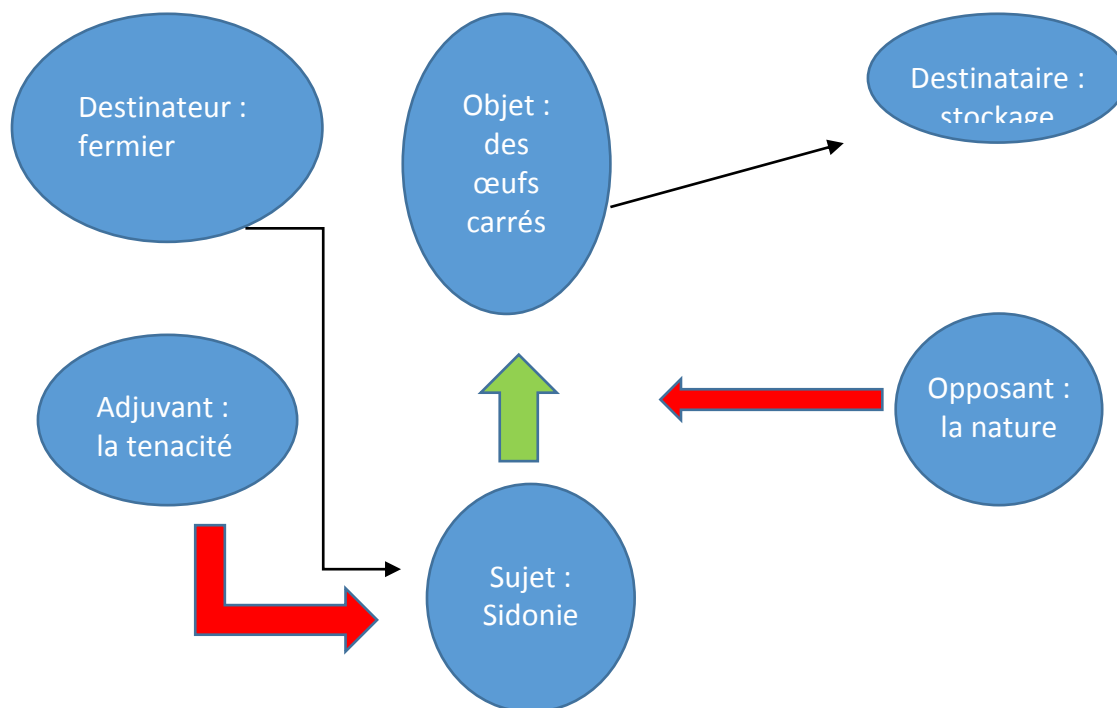 Destinateur :
fermier
Objet :
des
œufs
carrés
Destinataire :
stockage
Adjuvant :
la tenacité
Opposant :
la nature
Sujet :
Sidonie